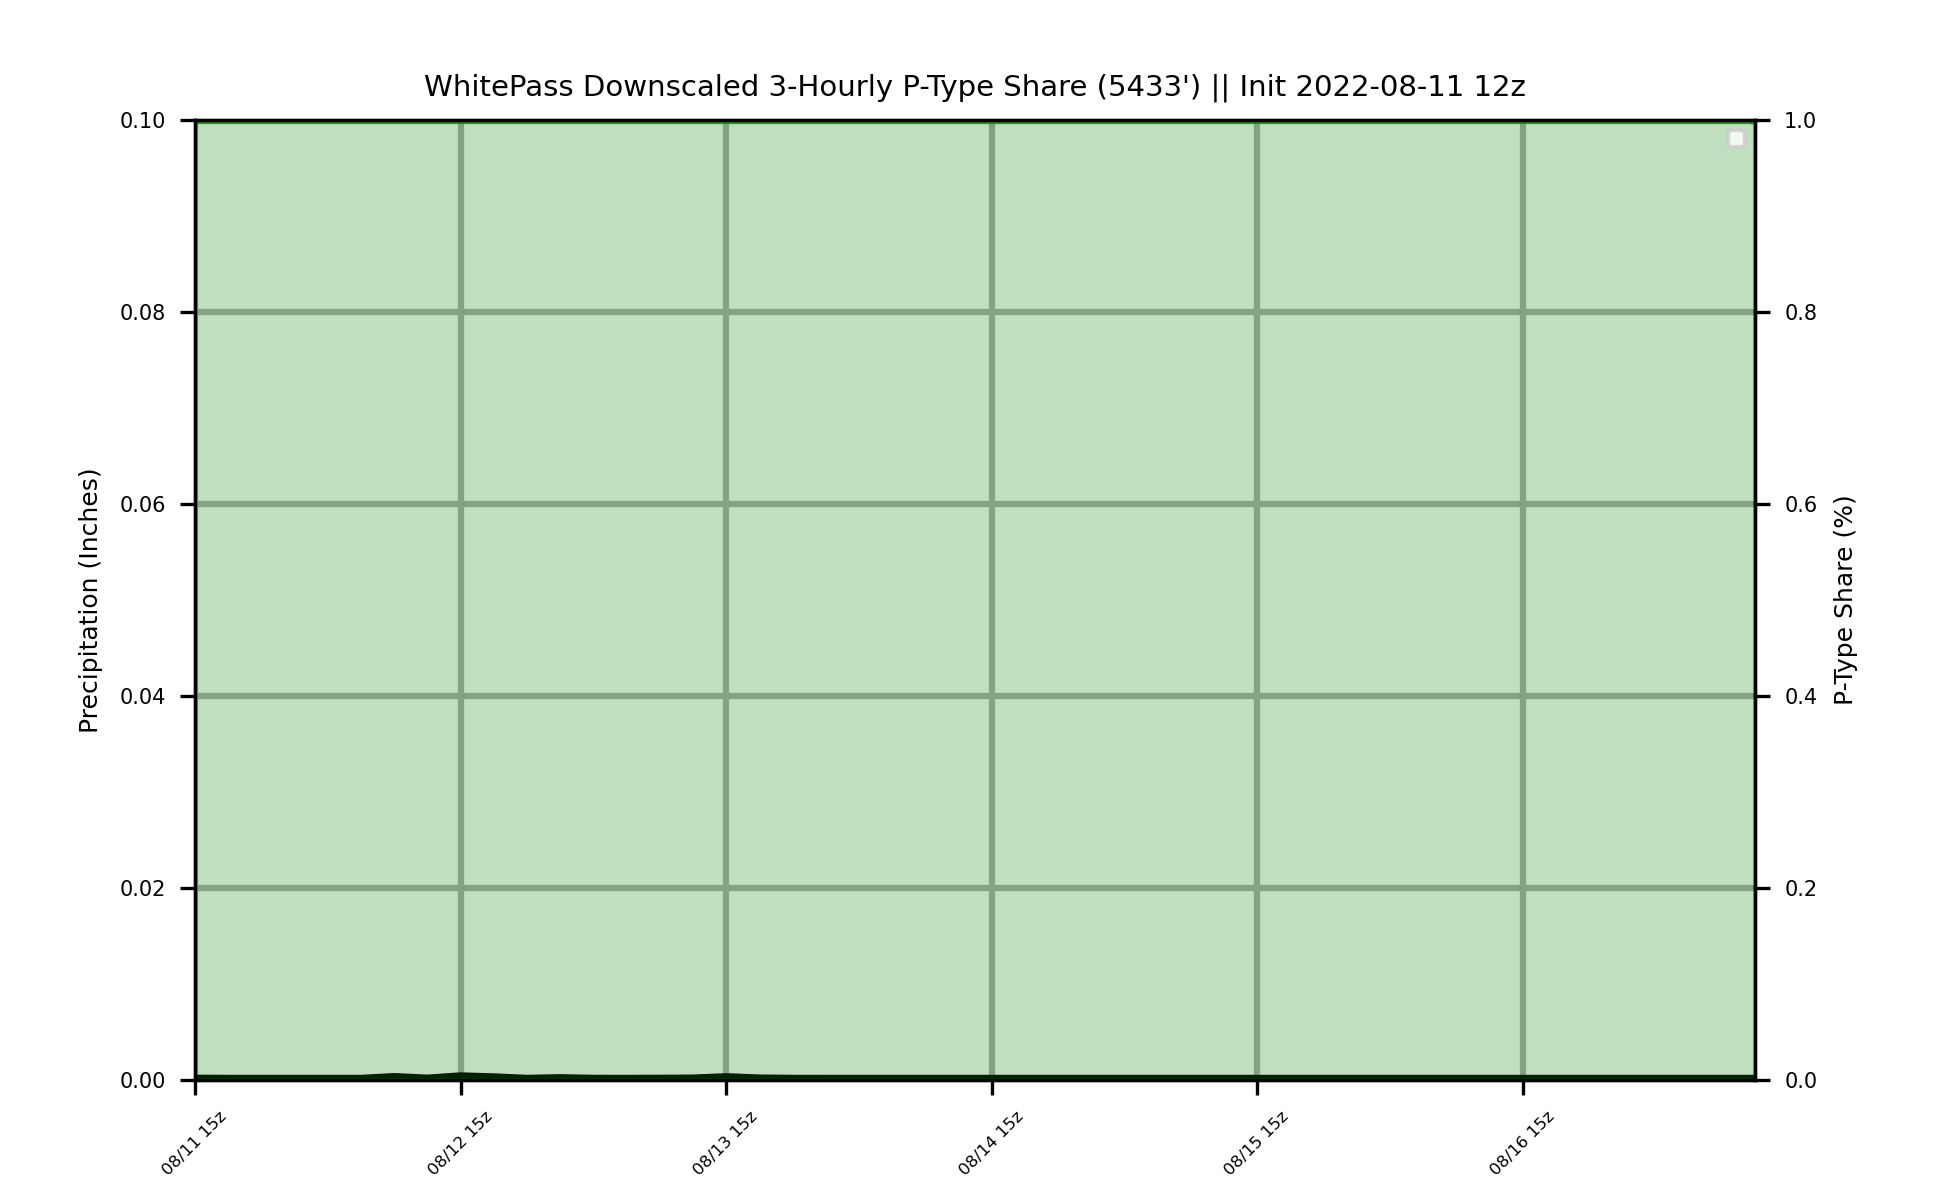 WhitePass Downscaled 3-Hourly P-Type Share (5433') || Init 2022-08-11 12z
0.10
0.08
0.06
0.04
0.02
0.00
Precipitation (Inches)
1.0
0.8
0.6
0.4
0.2
0.0
P-Type Share (%)
08/11 15z
08/12 15z
08/13 15z
08/14 15z
08/15 15z
08/16 15z